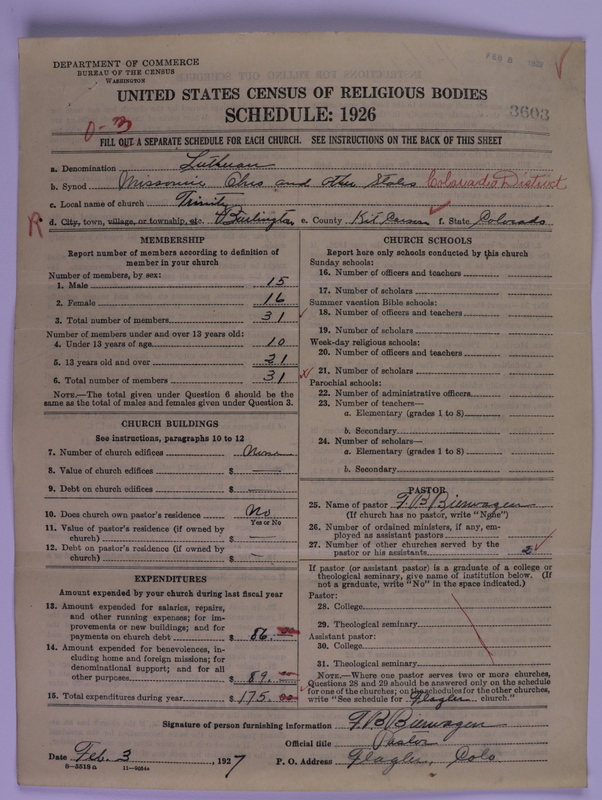 DEPARTMENT OF COMMERCE
BUREAU OF THE CENSUS
WASHINGTON
FEB 8
UNITED STATES CENSUS OF RELIGIOUS BODIES
SCHEDULE: 1926
3603
0-3
FILL OUT A SEPARATE SCHEDULE FOR EACH CHURCH. SEE INSTRUCTIONS ON THE BACK OF THIS SHEET
a. Denomination Lutheran
b. Synod Missouri, Ohio and other States Colorado District
c. Local name of church Trinity
R d. City, town, village, or township, etc. Burlington e. County Kit Carson f. State Colorado
MEMBERSHIP
Report number of members according to definition of member in your church
Number of members, by sex:
1. Male 15
2. Female 16
3. Total number of members 31
Number of members under and over 13 years old:
4. Under 13 years of age 10
5. 13 years old and over 21
6. Total number of members 31
NOTE.—The total given under Question 6 should be the same as the total of males and females given under Question 3.
CHURCH BUILDINGS
See instructions, paragraphs 10 to 12
7. Number of church edifices None
8. Value of church edifices $ —
9. Debt on church edifices $ —
10. Does church own pastor's residence? No
Yes or No
11. Value of pastor's residence (if owned by church) $ —
12. Debt on pastor's residence (if owned by church) $ —
EXPENDITURES
Amount expended by your church during last fiscal year
13. Amount expended for salaries, repairs, and other running expenses; for improvements or new buildings; and for payments on church debt $ 86.00
14. Amount expended for benevolences, including home and foreign missions; for denominational support; and for all other purposes $ 89.00
15. Total expenditures during year $ 175.00
CHURCH SCHOOLS
Report here only schools conducted by this church
Sunday schools:
16. Number of officers and teachers
17. Number of scholars
Summer vacation Bible schools:
18. Number of officers and teachers
19. Number of scholars
Week-day religious schools:
20. Number of officers and teachers
21. Number of scholars
Parochial schools:
22. Number of administrative officers
23. Number of teachers—
a. Elementary (grades 1 to 8)
b. Secondary
24. Number of scholars—
a. Elementary (grades 1 to 8)
b. Secondary
PASTOR
25. Name of pastor F. B. Bierwagen
(If church has no pastor, write "None")
26. Number of ordained ministers, if any, employed as assistant pastors
27. Number of other churches served by the pastor or his assistants 2
If pastor (or assistant pastor) is a graduate of a college or theological seminary, give name of institution below. (If not a graduate, write "No" in the space indicated.)
Pastor:
28. College
29. Theological seminary
Assistant pastor:
30. College
31. Theological seminary
NOTE.—Where one pastor serves two or more churches, Questions 28 and 29 should be answered only on the schedule for one of the churches; on the schedules for the other churches, write "See schedule for Flagler church."
Signature of person furnishing information F. B. Bierwagen
Official title Pastor
Date Feb. 3, 1927 P. O. Address Flagler, Colo
8—5518a